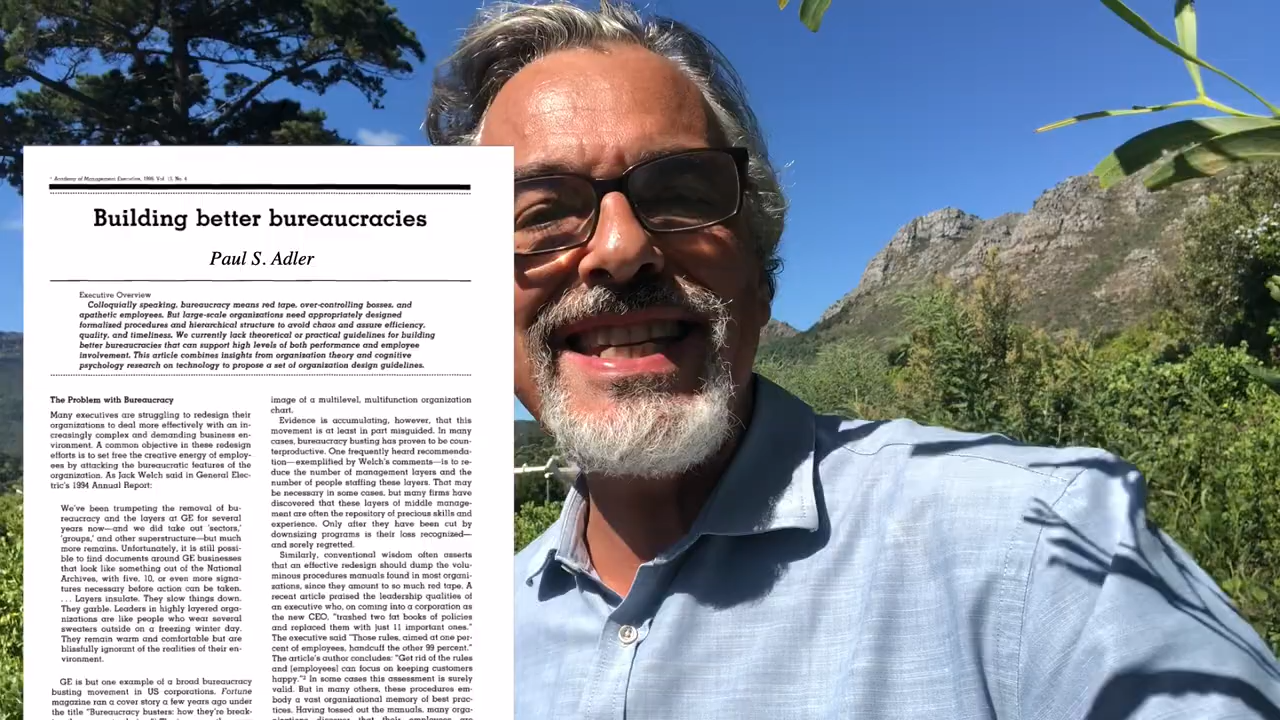 Academy of Management Executive, 1999, Vol. 13, No. 4
Building better bureaucracies
Paul S. Adler
Executive Overview
Colloquially speaking, bureaucracy means red tape, over-controlling bosses, and
apathetic employees. But large-scale organizations need appropriately designed
formalized procedures and hierarchical structure to avoid chaos and assure efficiency,
quality, and timeliness. We currently lack theoretical or practical guidelines for building
better bureaucracies that can support high levels of both performance and employee
involvement. This article combines insights from organization theory and cognitive
psychology research on technology to propose a set of organization design guidelines.
The Problem with Bureaucracy
Many executives are struggling to redesign their
organizations to deal more effectively with an in-
creasingly complex and demanding business en-
vironment. A common objective in these redesign
efforts is to set free the creative energy of employ-
ees by attacking the bureaucratic features of the
organization. As Jack Welch said in General Elec-
tric's 1994 Annual Report:
We've been trumpeting the removal of bu-
reaucracy and the layers at GE for several
years now—and we did take out 'sectors,'
'groups,' and other superstructure—but much
more remains. Unfortunately, it is still possi-
ble to find documents around GE businesses
that look like something out of the National
Archives, with five, 10, or even more signa-
tures necessary before action can be taken.
. . . Layers insulate. They slow things down.
They garble. Leaders in highly layered orga-
nizations are like people who wear several
sweaters outside on a freezing winter day.
They remain warm and comfortable but are
blissfully ignorant of the realities of their en-
vironment.
GE is but one example of a broad bureaucracy
busting movement in US corporations. Fortune
magazine ran a cover story a few years ago under
the title "Bureaucracy busters: how they're break-
image of a multilevel, multifunction organization
chart.
Evidence is accumulating, however, that this
movement is at least in part misguided. In many
cases, bureaucracy busting has proven to be coun-
terproductive. One frequently heard recommenda-
tion—exemplified by Welch's comments—is to re-
duce the number of management layers and the
number of people staffing these layers. That may
be necessary in some cases, but many firms have
discovered that these layers of middle manage-
ment are often the repository of precious skills and
experience. Only after they have been cut by
downsizing programs is their loss recognized—
and sorely regretted.
Similarly, conventional wisdom often asserts
that an effective redesign should dump the volu-
minous procedures manuals found in most organi-
zations, since they amount to so much red tape. A
recent article praised the leadership qualities of
an executive who, on coming into a corporation as
the new CEO, "trashed two fat books of policies
and replaced them with just 11 important ones."
The executive said "Those rules, aimed at one per-
cent of employees, handcuff the other 99 percent."
The article's author concludes: "Get rid of the rules
and [employees] can focus on keeping customers
happy."² In some cases this assessment is surely
valid. But in many others, these procedures em-
body a vast organizational memory of best prac-
tices. Having tossed out the manuals, many orga-